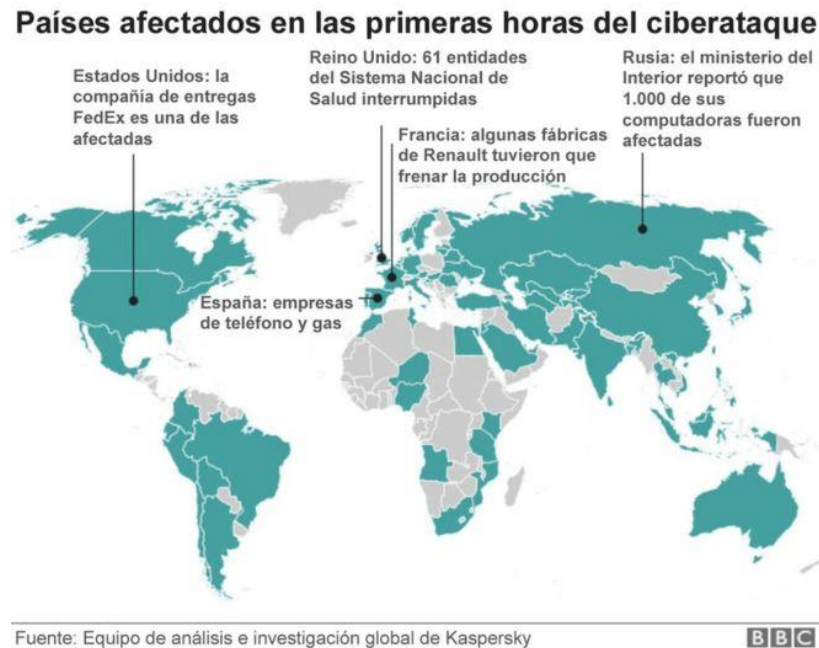 Países afectados en las primeras horas del ciberataque
Estados Unidos: la
compañía de entregas
FedEx es una de las
afectadas
Reino Unido: 61 entidades
del Sistema Nacional de
Salud interrumpidas
Rusia: el ministerio del
Interior reportó que
1.000 de sus
computadoras fueron
afectadas
Francia: algunas fábricas
de Renault tuvieron que
frenar la producción
España: empresas
de teléfono y gas
Fuente: Equipo de análisis e investigación global de Kaspersky
BBC